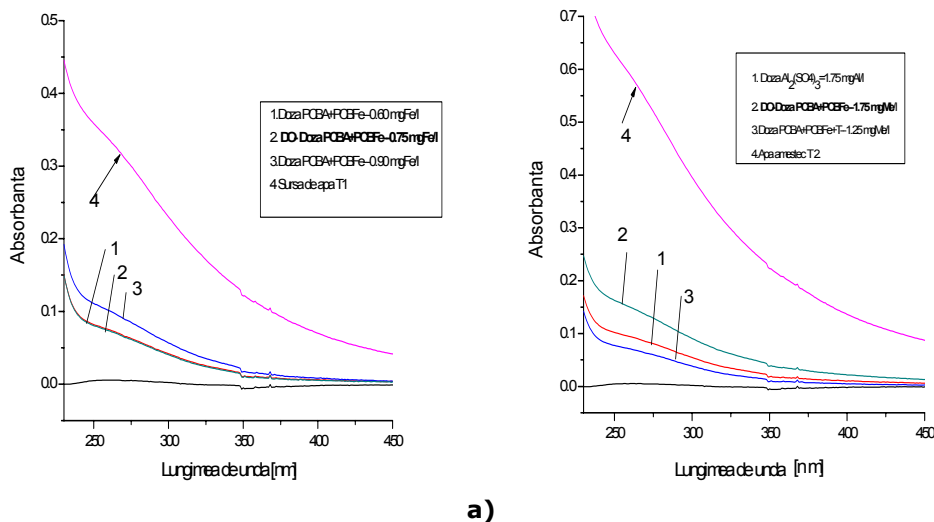 0.5
0.4
0.3
0.2
0.1
0.0
Absorbanta
250 300 350 400 450
Lungimea de unda [nm]
4
1
2
3
1.Doza PCBA+PCBFe-0.60 mgFe/l
2. DO-Doza PCBA+PCBFe-0.75 mgFe/l
3. Doza PCBA+PCBFe-0.90 mgFe/l
4 Sursa de apa T1
0.7
0.6
0.5
0.4
0.3
0.2
0.1
0.0
Absorbanta
250 300 350 400 450
Lungimea de unda [nm]
4
2
1
3
1. Doza Al2(SO4)3=1.75 mgAl/l
2. DO-Doza PCBA+PCBFe-1.75 mgMe/l
3.Doza PCBA+PCBFe+T-1.25 mgMe/l
4.Apa amestec T2
a)